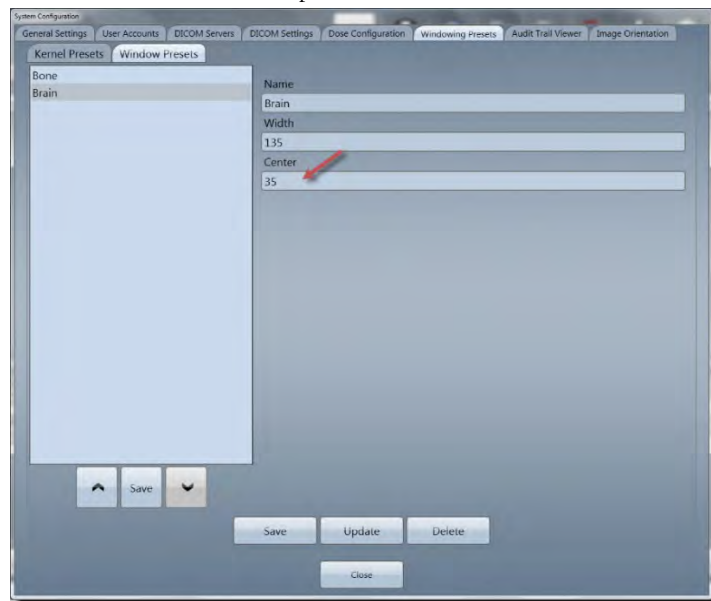 System Configuration
General Settings User Accounts DICOM Servers DICOM Settings Dose Configuration Windowing Presets Audit Trail Viewer Image Orientation
Kernel Presets Window Presets
Bone
Brain
Name
Brain
Width
135
Center
35
Save
Save Update Delete
Close